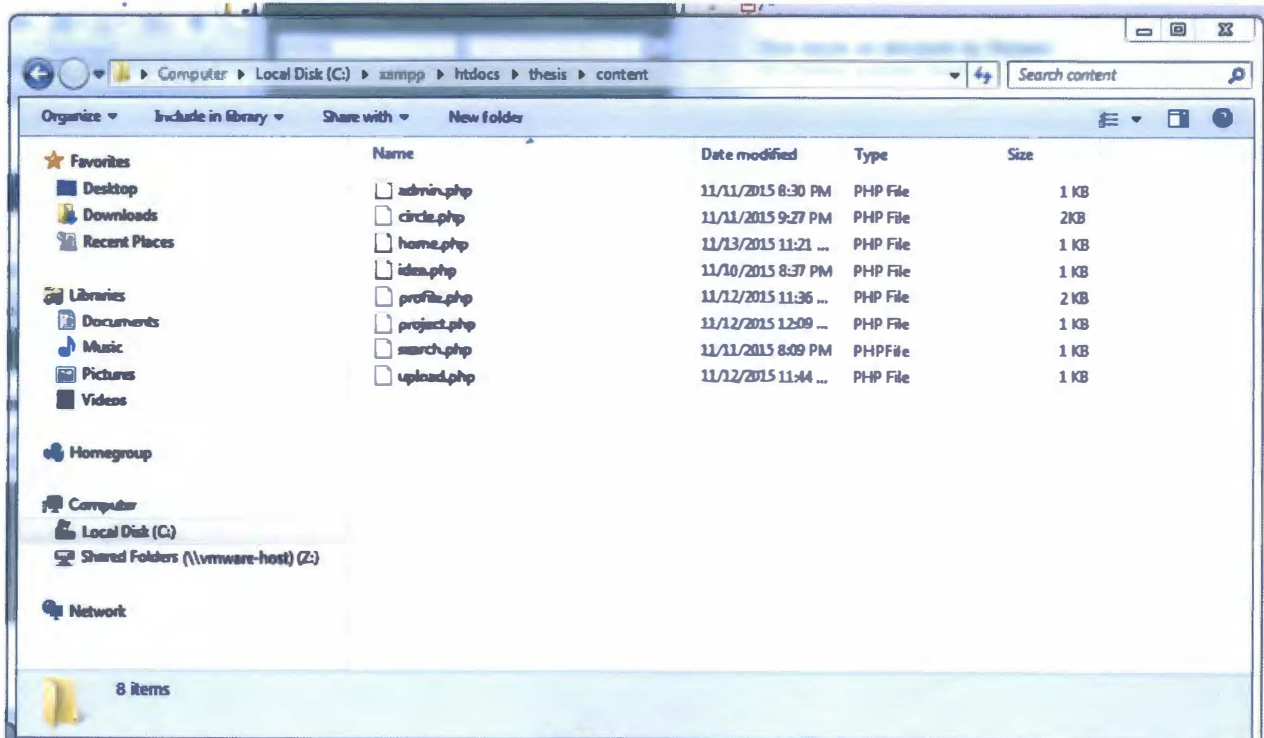 Computer ▸ Local Disk (C:) ▸ xampp ▸ htdocs ▸ thesis ▸ content
Search content
Organize Include in library Share with New folder
Name Date modified Type Size
Favorites
Desktop
Downloads
Recent Places
Libraries
Documents
Music
Pictures
Videos
Homegroup
Computer
Local Disk (C:)
Shared Folders (\\vmware-host) (Z:)
Network
admin.php 11/11/2015 8:30 PM PHP File 1 KB
circle.php 11/11/2015 9:27 PM PHP File 2KB
home.php 11/13/2015 11:21 ... PHP File 1 KB
idea.php 11/10/2015 8:37 PM PHP File 1 KB
profile.php 11/12/2015 11:36 ... PHP File 2 KB
project.php 11/12/2015 12:09 ... PHP File 1 KB
search.php 11/11/2015 8:09 PM PHPFile 1 KB
upload.php 11/12/2015 11:44 ... PHP File 1 KB
8 items